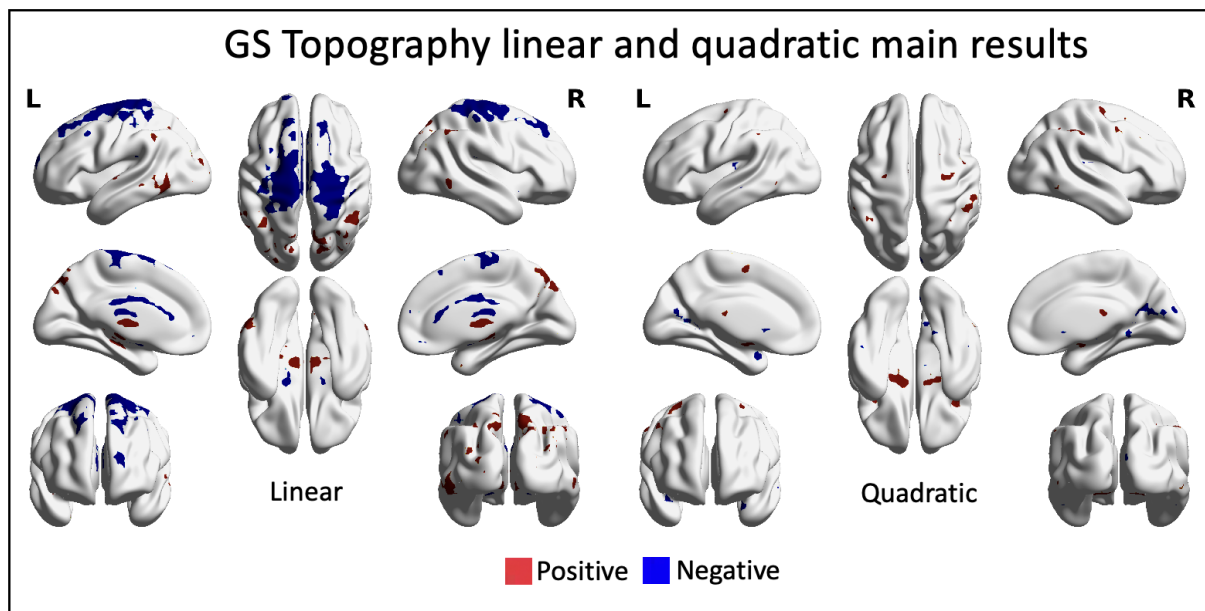 GS Topography linear and quadratic main results
L
R
L
R
Linear
Quadratic
Positive
Negative